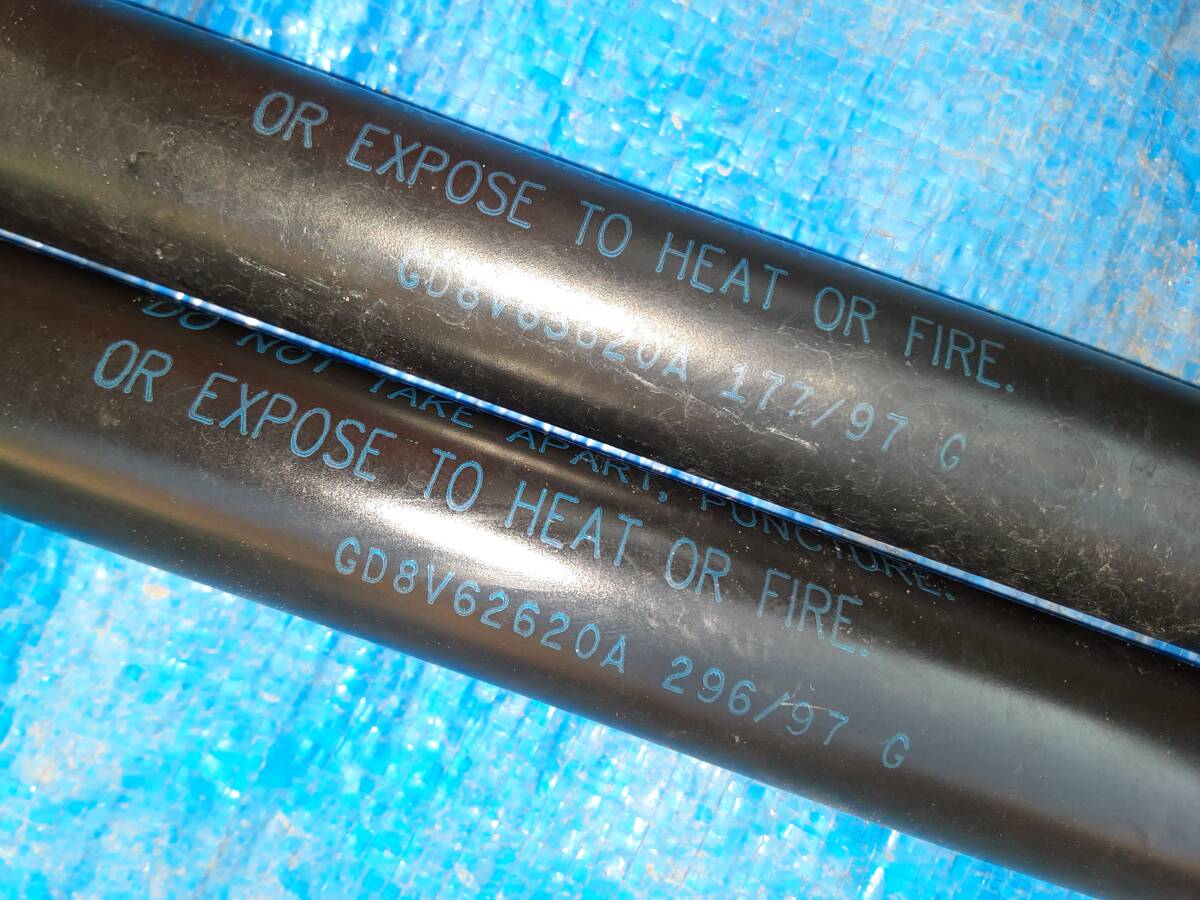 OR EXPOSE TO HEAT OR FIRE.
GD8V63620A 177/97 G
DO NOT TAKE APART, PUNCTURE.
OR EXPOSE TO HEAT OR FIRE.
GD8V62620A 296/97 G